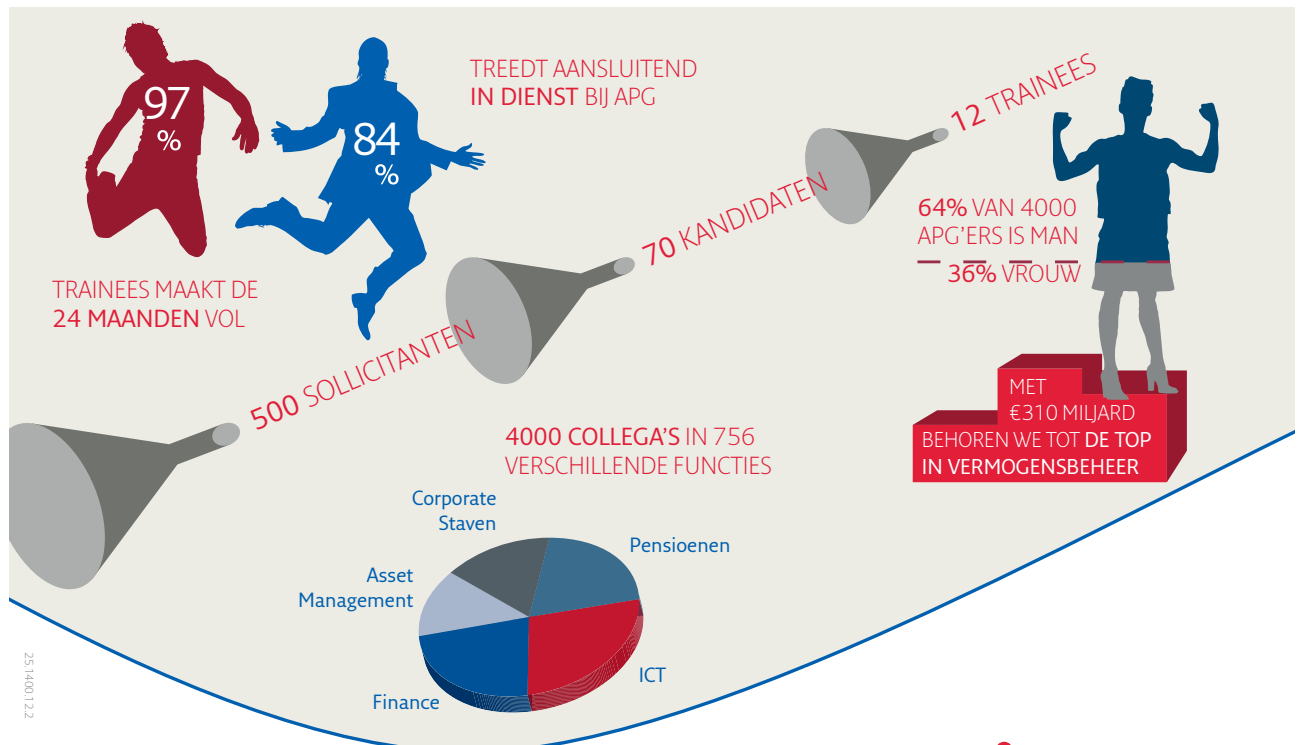 97
%
TRAINEES MAAKT DE
24 MAANDEN VOL
84
%
TREEDT AANSLUITEND
IN DIENST BIJ APG
500 SOLLICITANTEN
70 KANDIDATEN
12 TRAINEES
64% VAN 4000
APG'ERS IS MAN
36% VROUW
MET
€310 MILJARD
BEHOREN WE TOT DE TOP
IN VERMOGENSBEHEER
4000 COLLEGA'S IN 756
VERSCHILLENDE FUNCTIES
Corporate
Staven
Pensioenen
Asset
Management
ICT
Finance
25.1400.12.2